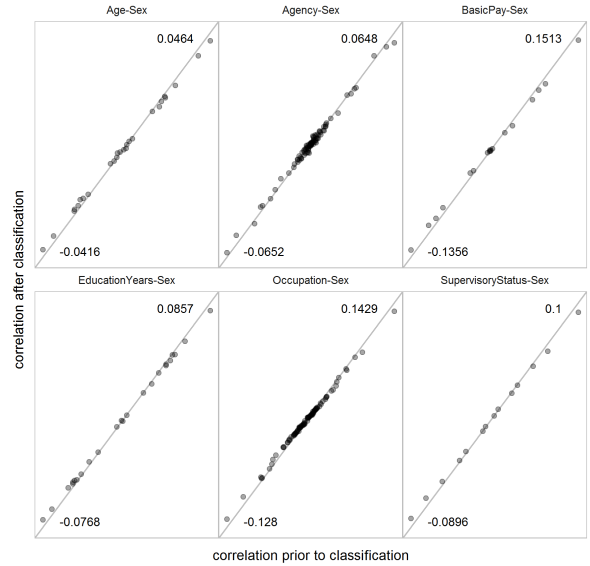 Age-Sex
Agency-Sex
BasicPay-Sex
0.0464
0.0648
0.1513
-0.0416
-0.0652
-0.1356
correlation after classification
EducationYears-Sex
Occupation-Sex
SupervisoryStatus-Sex
0.0857
0.1429
0.1
-0.0768
-0.128
-0.0896
correlation prior to classification